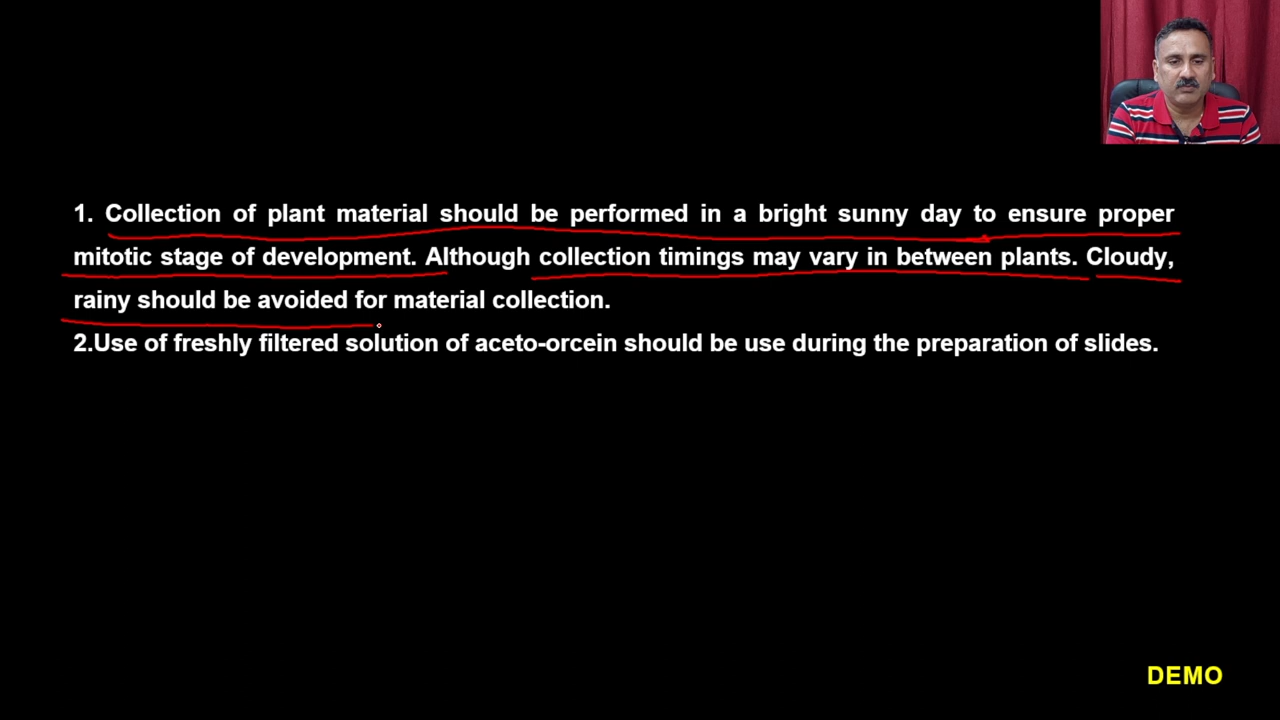 1. Collection of plant material should be performed in a bright sunny day to ensure proper
mitotic stage of development. Although collection timings may vary in between plants. Cloudy,
rainy should be avoided for material collection.
2.Use of freshly filtered solution of aceto-orcein should be use during the preparation of slides.
DEMO